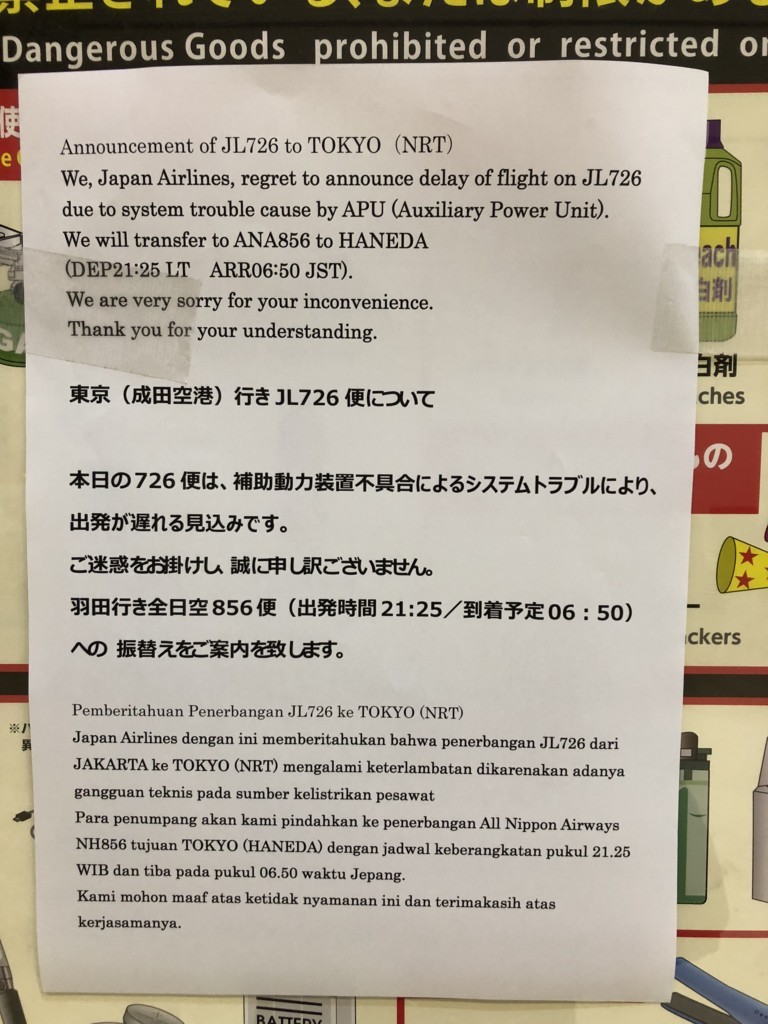 Dangerous Goods prohibited or restricted
Announcement of JL726 to TOKYO（NRT）
We, Japan Airlines, regret to announce delay of flight on JL726
due to system trouble cause by APU (Auxiliary Power Unit).
We will transfer to ANA856 to HANEDA
(DEP21:25 LT ARR06:50 JST).
We are very sorry for your inconvenience.
Thank you for your understanding.
東京（成田空港）行き JL726 便について
本日の 726 便は、補助動力装置不具合によるシステムトラブルにより、
出発が遅れる見込みです。
ご迷惑をお掛けし、誠に申し訳ございません。
羽田行き全日空 856 便（出発時間 21:25／到着予定 06：50）
への 振替えをご案内を致します。
Pemberitahuan Penerbangan JL726 ke TOKYO (NRT)
Japan Airlines dengan ini memberitahukan bahwa penerbangan JL726 dari
JAKARTA ke TOKYO (NRT) mengalami keterlambatan dikarenakan adanya
gangguan teknis pada sumber kelistrikan pesawat
Para penumpang akan kami pindahkan ke penerbangan All Nippon Airways
NH856 tujuan TOKYO (HANEDA) dengan jadwal keberangkatan pukul 21.25
WIB dan tiba pada pukul 06.50 waktu Jepang.
Kami mohon maaf atas ketidak nyamanan ini dan terimakasih atas
kerjasamanya.
each
白剤
白剤
ches
ckers
BATTERY